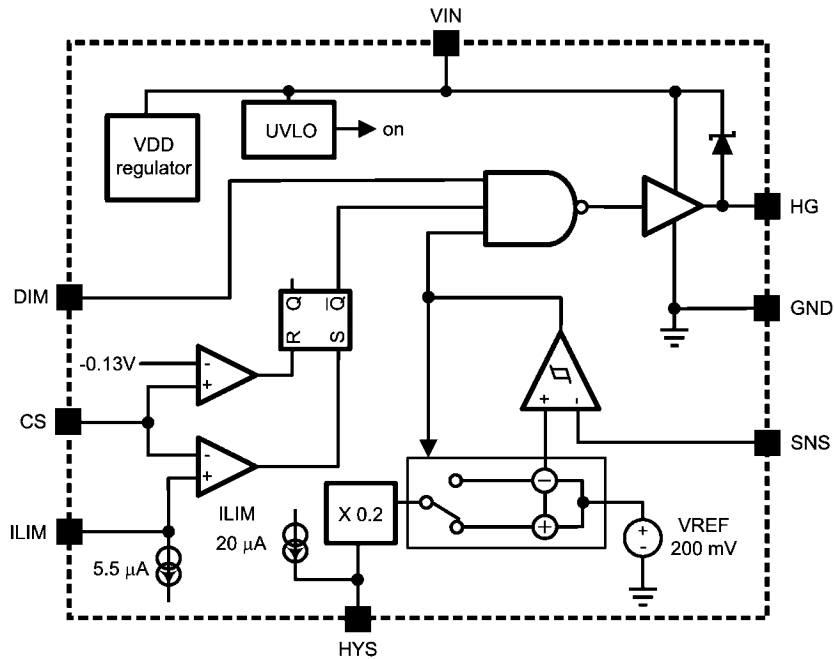 VIN
VDD
regulator
UVLO
on
HG
DIM
GND
Q
Q̅
R
S
-0.13V
-
+
CS
-
+
+
-
SNS
ILIM
ILIM
20 µA
X 0.2
−
+
+
-
VREF
200 mV
5.5 µA
HYS